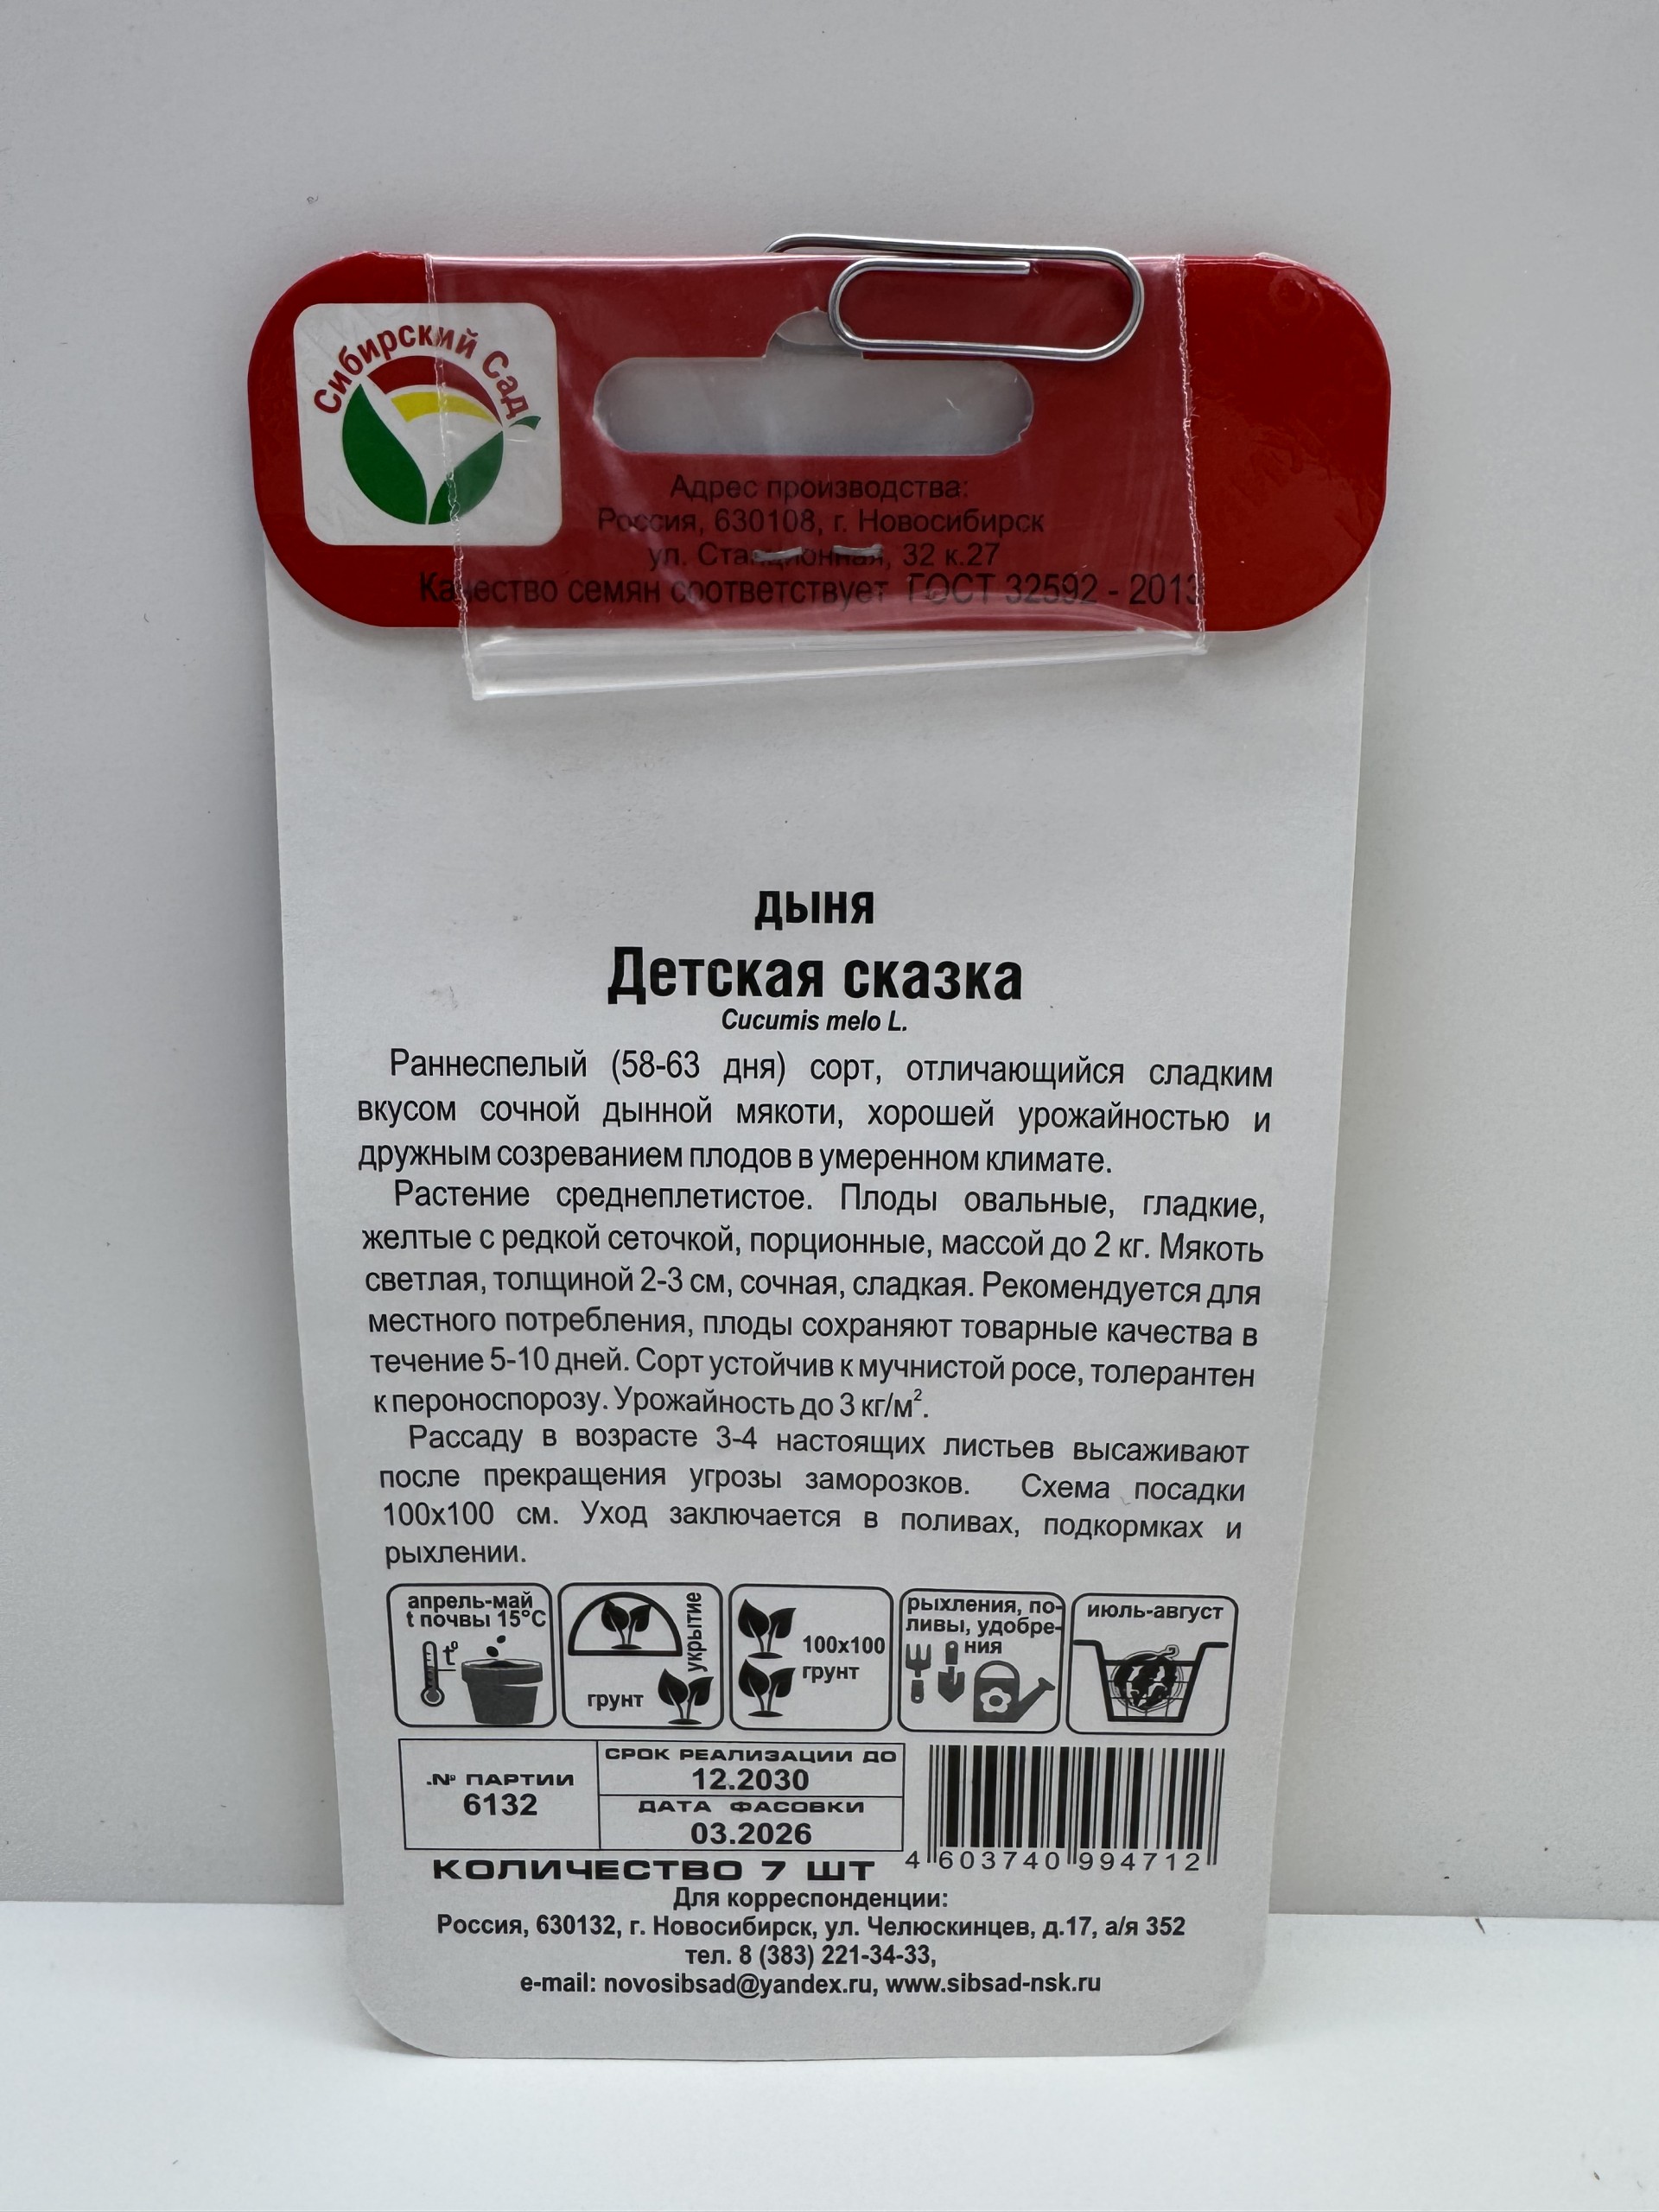 Сибирский Сад
Адрес производства:
Россия, 630108, г. Новосибирск
ул. Станционная, 32 к.27
Качество семян соответствует ГОСТ 32592 - 2013
дыня
Детская сказка
Cucumis melo L.
Раннеспелый (58-63 дня) сорт, отличающийся сладким
вкусом сочной дынной мякоти, хорошей урожайностью и
дружным созреванием плодов в умеренном климате.
Растение среднеплетистое. Плоды овальные, гладкие,
желтые с редкой сеточкой, порционные, массой до 2 кг. Мякоть
светлая, толщиной 2-3 см, сочная, сладкая. Рекомендуется для
местного потребления, плоды сохраняют товарные качества в
течение 5-10 дней. Сорт устойчив к мучнистой росе, толерантен
к пероноспорозу. Урожайность до 3 кг/м².
Рассаду в возрасте 3-4 настоящих листьев высаживают
после прекращения угрозы заморозков. Схема посадки
100х100 см. Уход заключается в поливах, подкормках и
рыхлении.
апрель-май
t почвы 15°С
t°
укрытие
грунт
100х100
грунт
рыхления, по-
ливы, удобре-
ния
июль-август
№ ПАРТИИ
6132
СРОК РЕАЛИЗАЦИИ ДО
12.2030
ДАТА ФАСОВКИ
03.2026
КОЛИЧЕСТВО 7 ШТ
4 603740 994712
Для корреспонденции:
Россия, 630132, г. Новосибирск, ул. Челюскинцев, д.17, а/я 352
тел. 8 (383) 221-34-33,
e-mail: novosibsad@yandex.ru, www.sibsad-nsk.ru